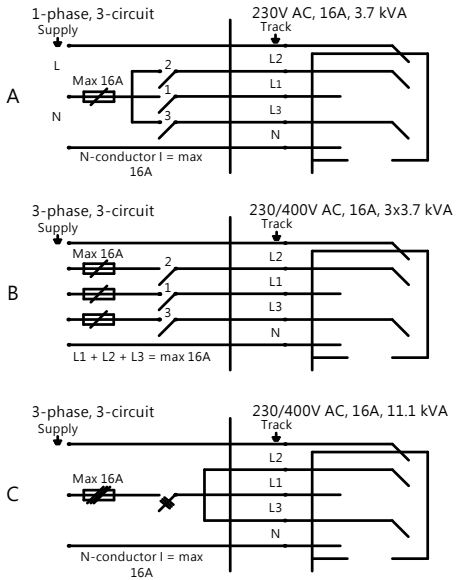 1-phase, 3-circuit
230V AC, 16A, 3.7 kVA
Supply
Track
L
L2
2
Max 16A
L1
1
A
L3
N
3
N
N-conductor I = max
16A
3-phase, 3-circuit
230/400V AC, 16A, 3x3.7 kVA
Supply
Track
Max 16A
L2
2
L1
1
B
L3
3
N
L1 + L2 + L3 = max 16A
3-phase, 3-circuit
230/400V AC, 16A, 11.1 kVA
Supply
Track
L2
Max 16A
L1
C
L3
N
N-conductor I = max
16A